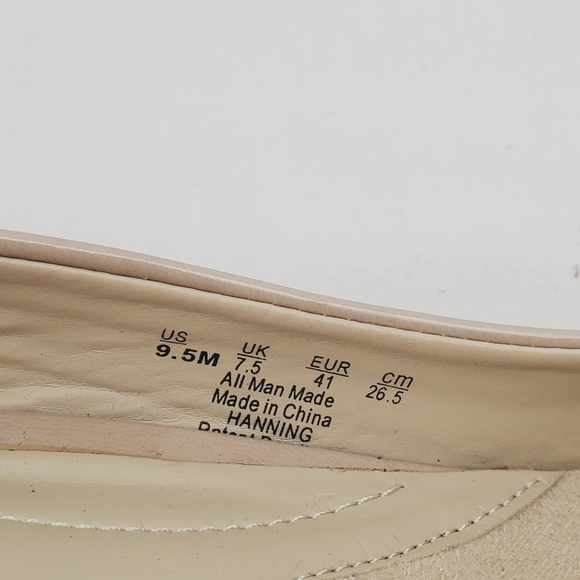 US UK EUR cm
9.5M 7.5 41 26.5
All Man Made
Made in China
HANNING